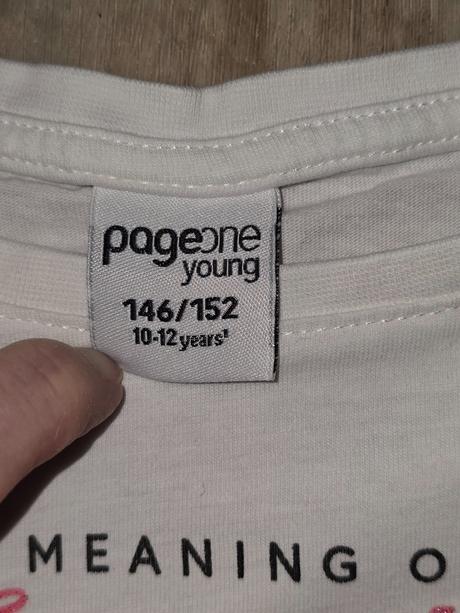 pageone
young
146/152
10-12 years¹
MEANING O